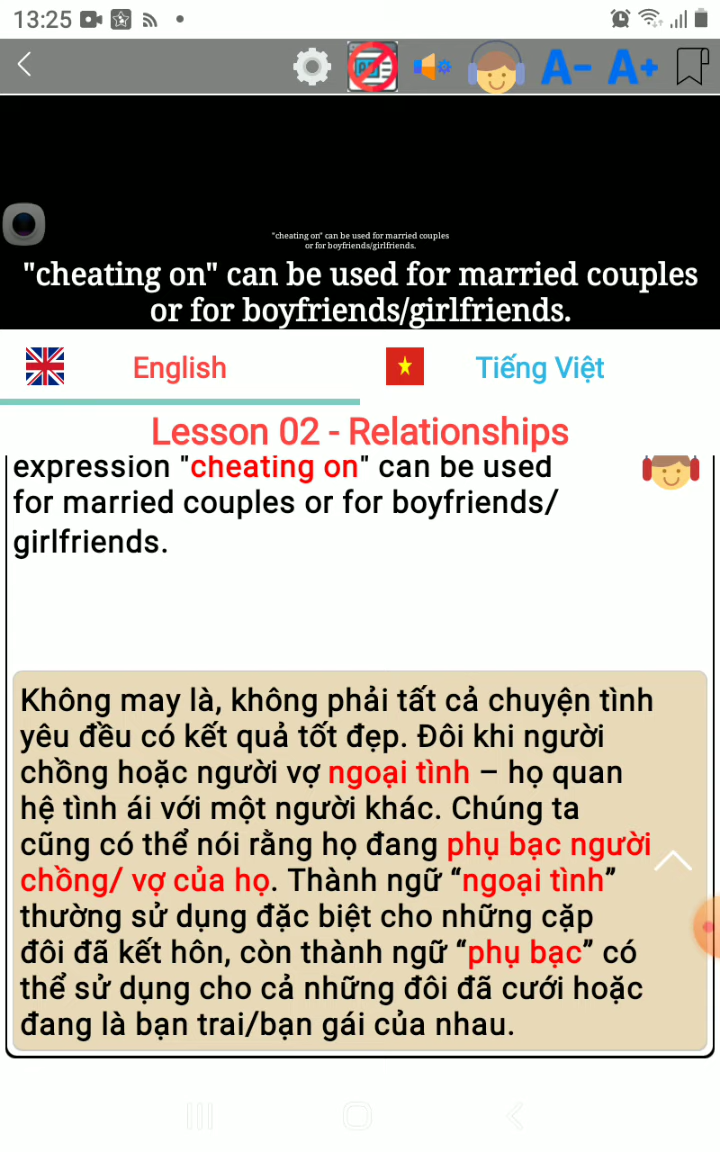 13:25
A- A+
"cheating on" can be used for married couples
or for boyfriends/girlfriends.
"cheating on" can be used for married couples
or for boyfriends/girlfriends.
English Tiếng Việt
Lesson 02 - Relationships
expression "cheating on" can be used
for married couples or for boyfriends/
girlfriends.
Không may là, không phải tất cả chuyện tình
yêu đều có kết quả tốt đẹp. Đôi khi người
chồng hoặc người vợ ngoại tình – họ quan
hệ tình ái với một người khác. Chúng ta
cũng có thể nói rằng họ đang phụ bạc người
chồng/ vợ của họ. Thành ngữ “ngoại tình”
thường sử dụng đặc biệt cho những cặp
đôi đã kết hôn, còn thành ngữ “phụ bạc” có
thể sử dụng cho cả những đôi đã cưới hoặc
đang là bạn trai/bạn gái của nhau.